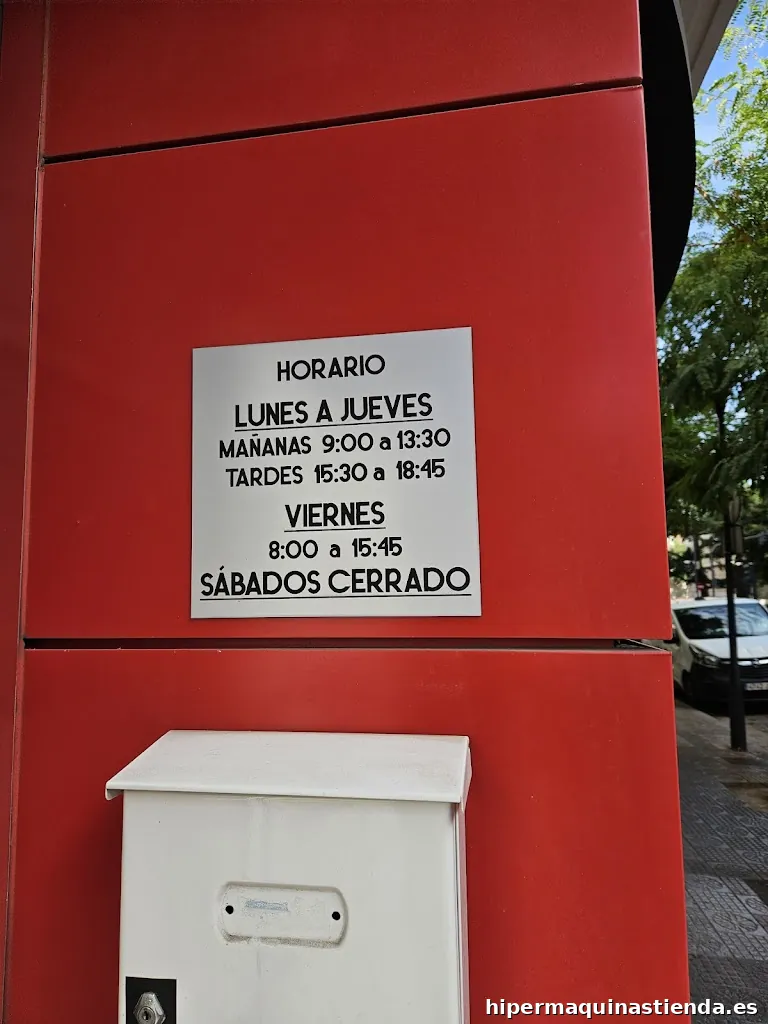 HORARIO
LUNES A JUEVES
MAÑANAS 9:00 a 13:30
TARDES 15:30 a 18:45
VIERNES
8:00 a 15:45
SÁBADOS CERRADO
hipermaquinastienda.es